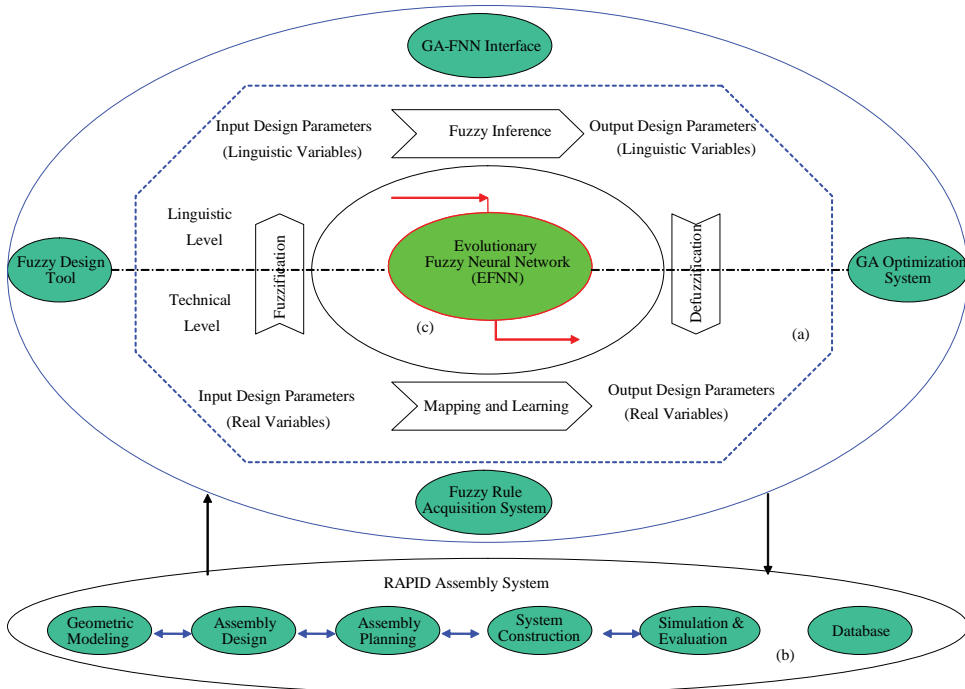 GA-FNN Interface
Input Design Parameters
(Linguistic Variables)
Fuzzy Inference
Output Design Parameters
(Linguistic Variables)
Linguistic
Level
Fuzzy Design
Tool
Technical
Level
Fuzzification
Evolutionary
Fuzzy Neural Network
(EFNN)
(c)
Defuzzification
GA Optimization
System
(a)
Input Design Parameters
(Real Variables)
Mapping and Learning
Output Design Parameters
(Real Variables)
Fuzzy Rule
Acquisition System
RAPID Assembly System
Geometric
Modeling
Assembly
Design
Assembly
Planning
System
Construction
Simulation &
Evaluation
Database
(b)